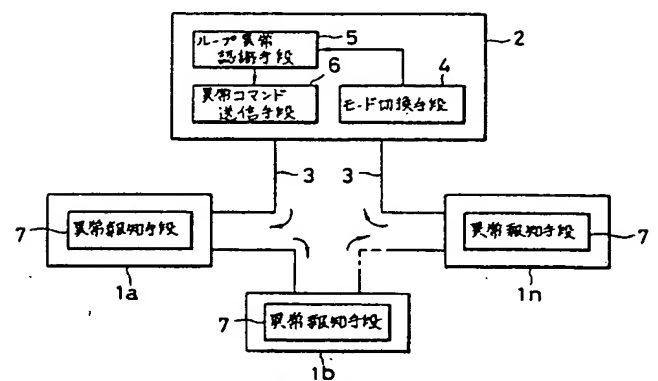 ループ異常
認識手段
5
2
6
4
異常コマンド
送信手段
モード切換手段
3
3
7
異常報知手段
異常報知手段
7
1a
1n
7
異常報知手段
1b